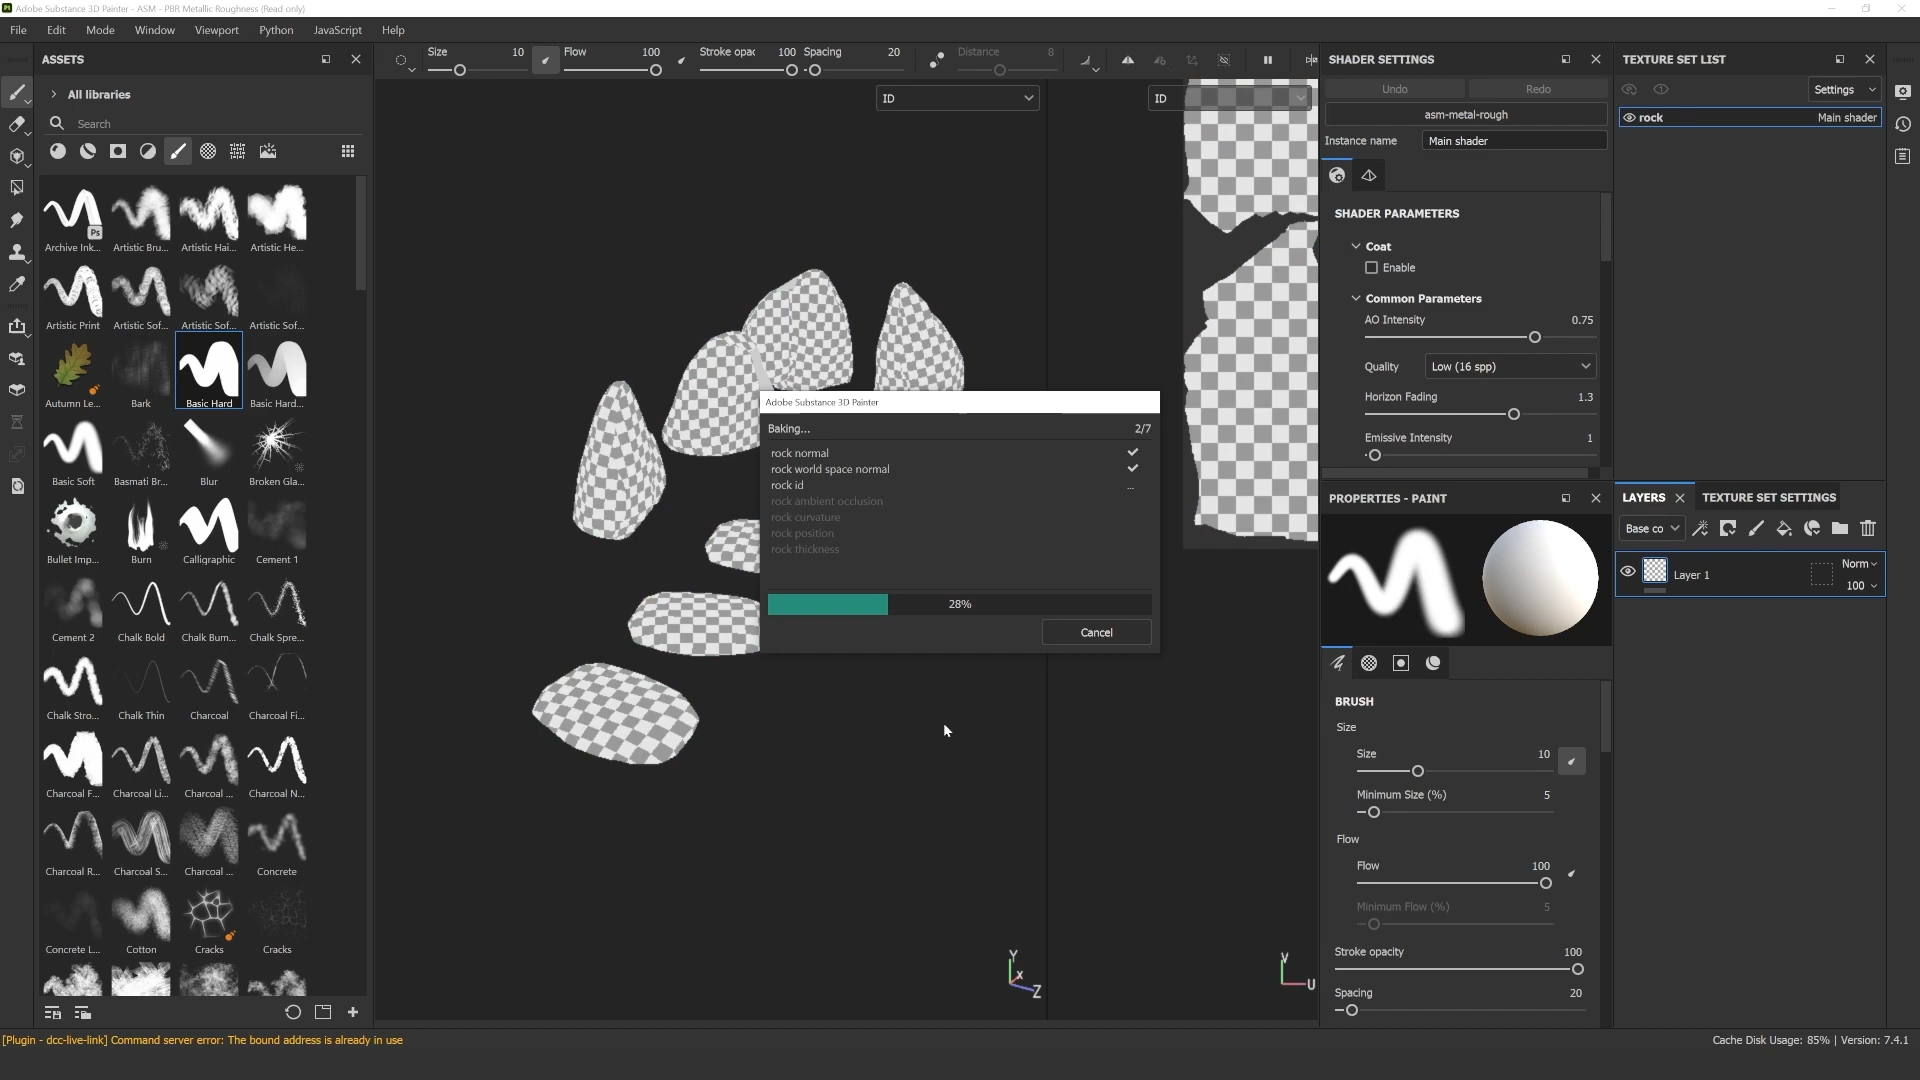 Adobe Substance 3D Painter - ASM - PBR Metallic Roughness (Read only)
File Edit Mode Window Viewport Python JavaScript Help
ASSETS
Size 10 Flow 100 Stroke opac 100 Spacing 20 Distance 8
SHADER SETTINGS
TEXTURE SET LIST
All libraries
Search
ID
ID
Undo Redo
asm-metal-rough
Instance name Main shader
Settings
rock Main shader
Archive Ink... Artistic Bru... Artistic Hai... Artistic He...
Ps
Artistic Print Artistic Sof... Artistic Sof... Artistic Sof...
Autumn Le... Bark Basic Hard Basic Hard...
Basic Soft Basmati Br... Blur Broken Gla...
Bullet Imp... Burn Calligraphic Cement 1
Cement 2 Chalk Bold Chalk Bum... Chalk Spre...
Chalk Stro... Chalk Thin Charcoal Charcoal Fi...
Charcoal F... Charcoal Li... Charcoal ... Charcoal N...
Charcoal R... Charcoal S... Charcoal ... Concrete
Concrete L... Cotton Cracks Cracks
Adobe Substance 3D Painter
Baking... 2/7
rock normal
rock world space normal
rock id ...
rock ambient occlusion
rock curvature
rock position
rock thickness
28%
Cancel
Y
X
Z
V
U
SHADER PARAMETERS
Coat
Enable
Common Parameters
AO Intensity 0.75
Quality Low (16 spp)
Horizon Fading 1.3
Emissive Intensity 1
PROPERTIES - PAINT
BRUSH
Size
Size 10
Minimum Size (%) 5
Flow
Flow 100
Minimum Flow (%) 5
Stroke opacity 100
Spacing 20
LAYERS TEXTURE SET SETTINGS
Base co
Layer 1 Norm
100
[Plugin - dcc-live-link] Command server error: The bound address is already in use
Cache Disk Usage: 85% | Version: 7.4.1